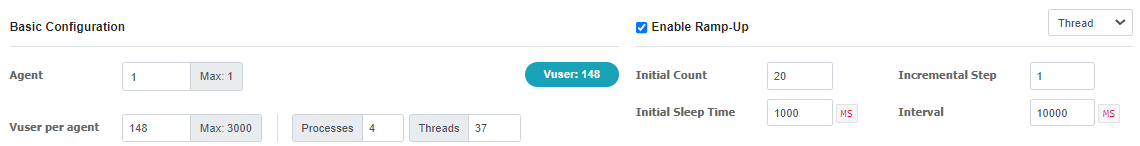 Basic Configuration
Agent 1 Max: 1 Vuser: 148
Vuser per agent 148 Max: 3000 Processes 4 Threads 37
Enable Ramp-Up Thread
Initial Count 20 Incremental Step 1
Initial Sleep Time 1000 MS Interval 10000 MS